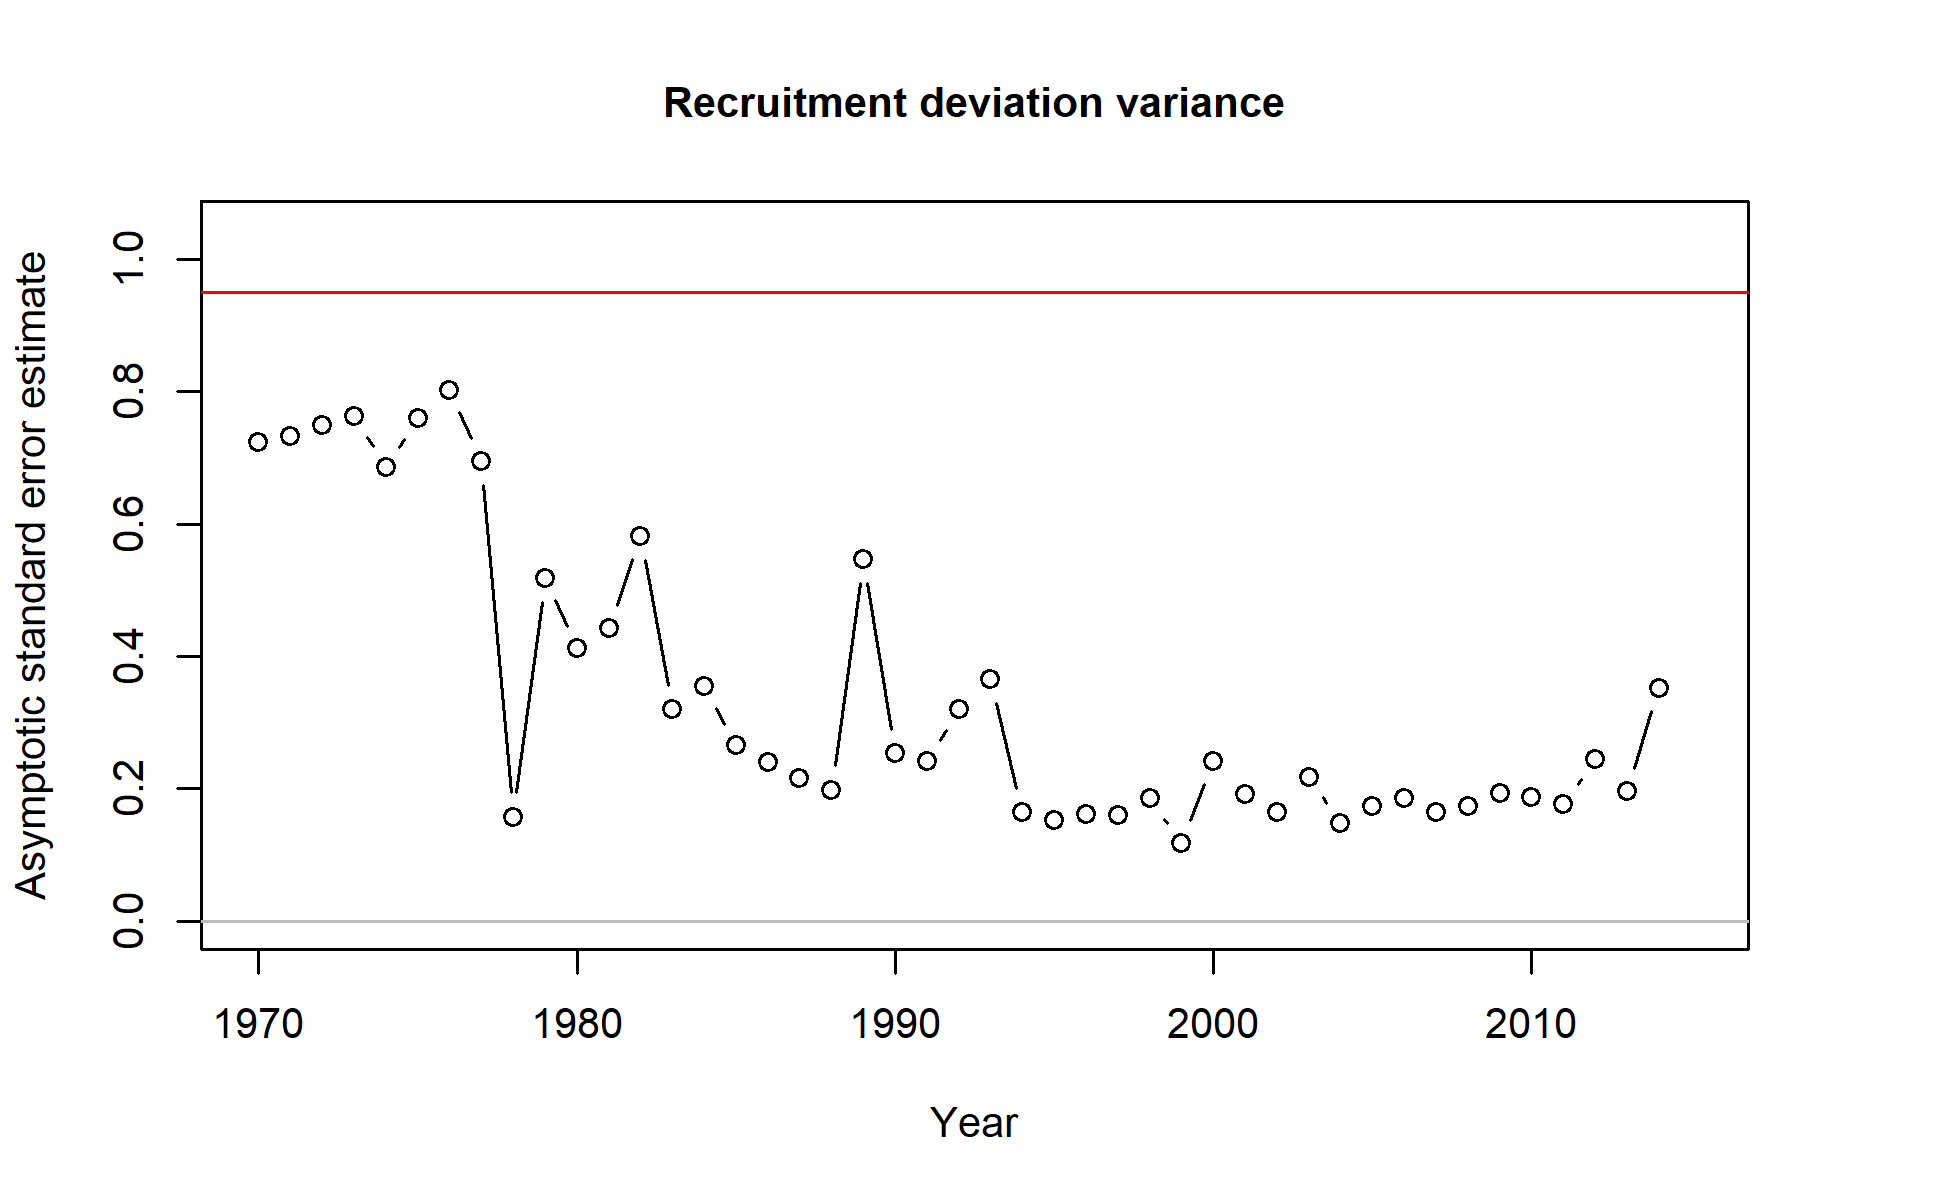 Recruitment deviation variance
Asymptotic standard error estimate
1.0
0.8
0.6
0.4
0.2
0.0
1970 1980 1990 2000 2010
Year